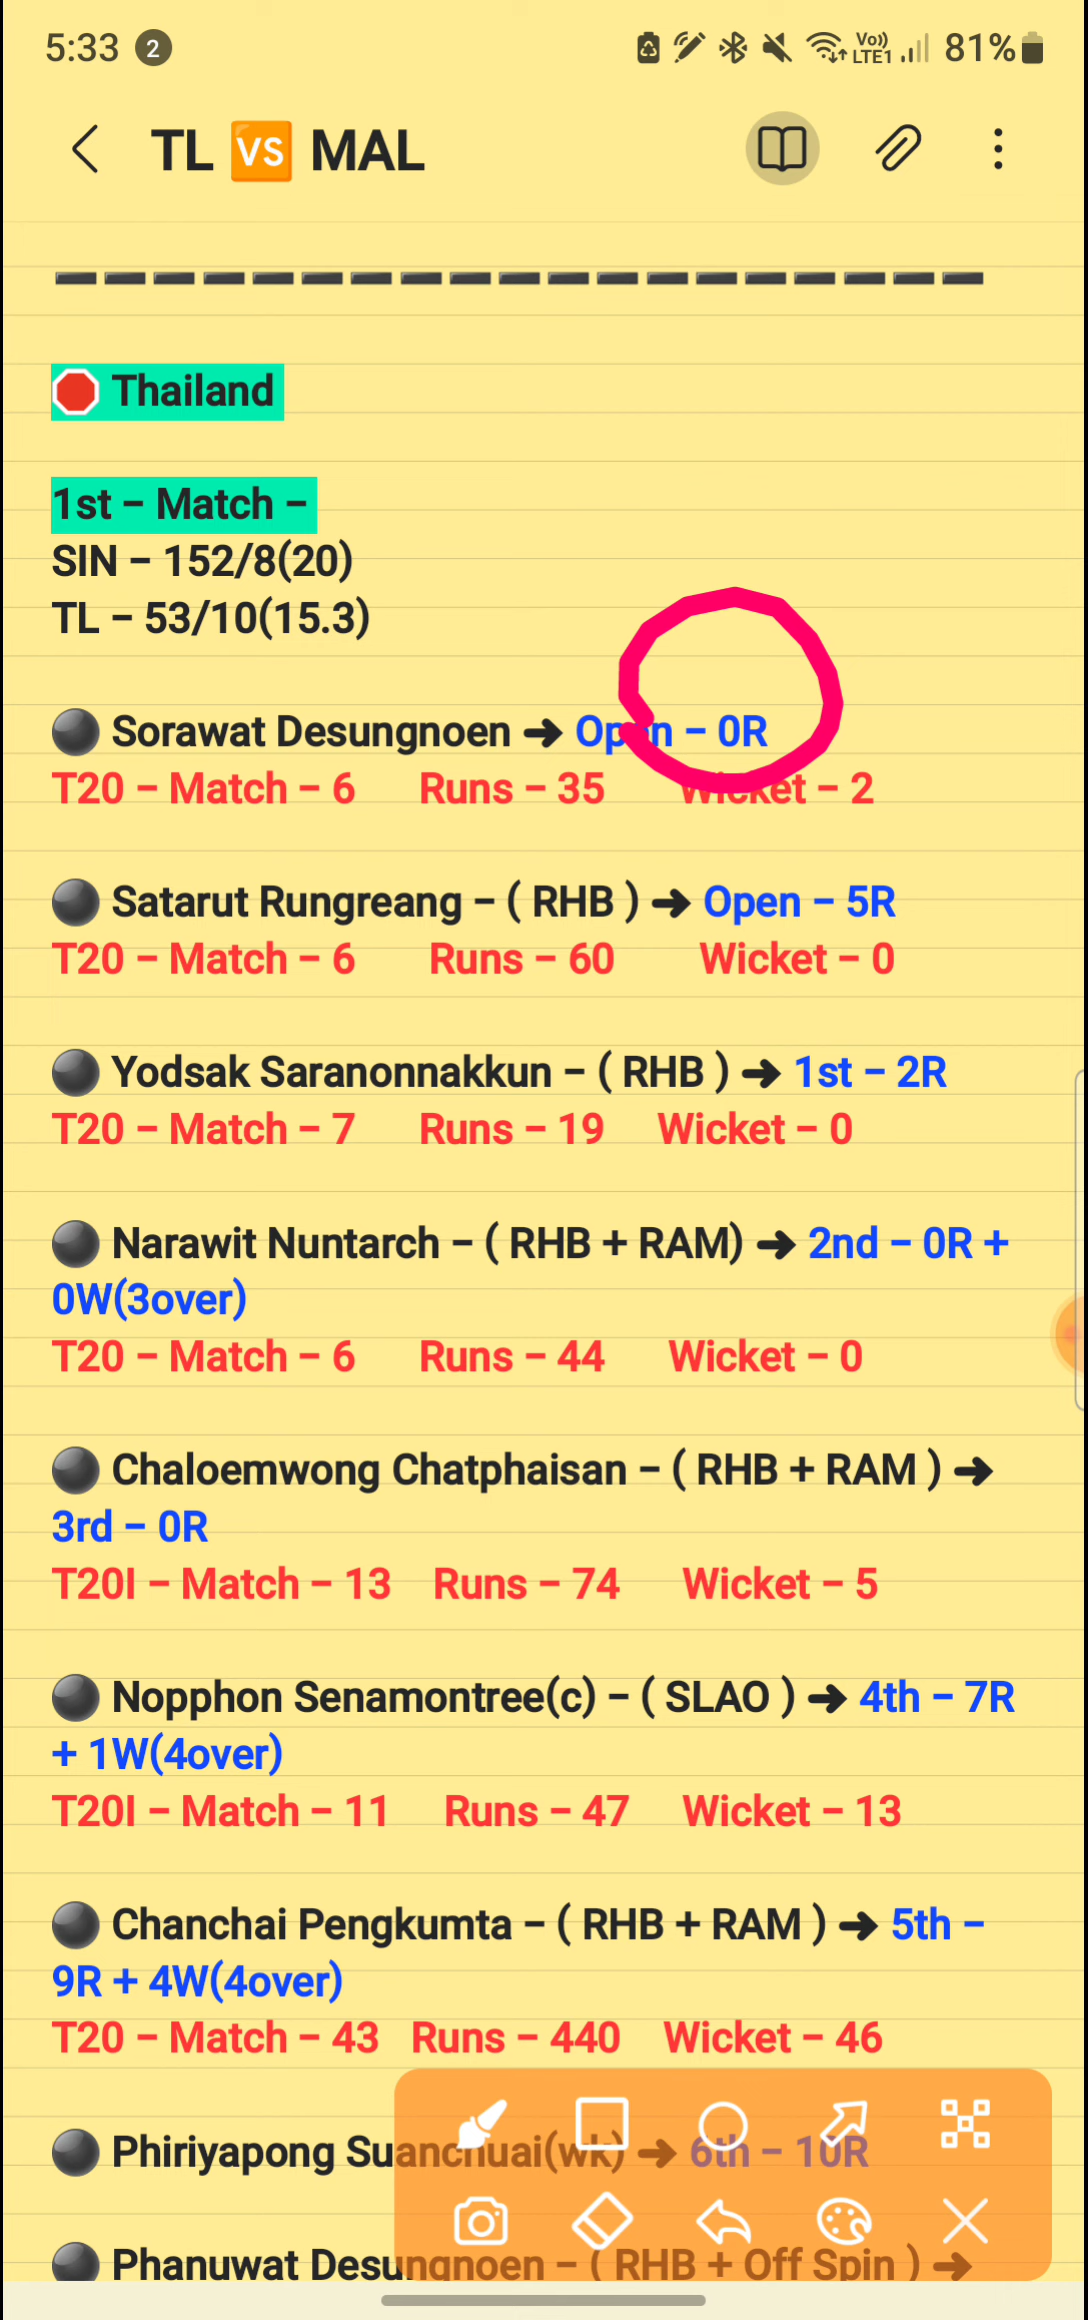 5:33 2 Vo)) LTE1 81%
TL VS MAL
Thailand
1st – Match –
SIN – 152/8(20)
TL – 53/10(15.3)
Sorawat Desungnoen ➜ Open – 0R
T20 – Match – 6 Runs – 35 Wicket – 2
Satarut Rungreang – ( RHB ) ➜ Open – 5R
T20 – Match – 6 Runs – 60 Wicket – 0
Yodsak Saranonnakkun – ( RHB ) ➜ 1st – 2R
T20 – Match – 7 Runs – 19 Wicket – 0
Narawit Nuntarch – ( RHB + RAM) ➜ 2nd – 0R +
0W(3over)
T20 – Match – 6 Runs – 44 Wicket – 0
Chaloemwong Chatphaisan – ( RHB + RAM ) ➜
3rd – 0R
T20I – Match – 13 Runs – 74 Wicket – 5
Nopphon Senamontree(c) – ( SLAO ) ➜ 4th – 7R
+ 1W(4over)
T20I – Match – 11 Runs – 47 Wicket – 13
Chanchai Pengkumta – ( RHB + RAM ) ➜ 5th –
9R + 4W(4over)
T20 – Match – 43 Runs – 440 Wicket – 46
Phiriyapong Suanchuai(wk) ➜ 6th – 10R
Phanuwat Desungnoen – ( RHB + Off Spin ) ➜